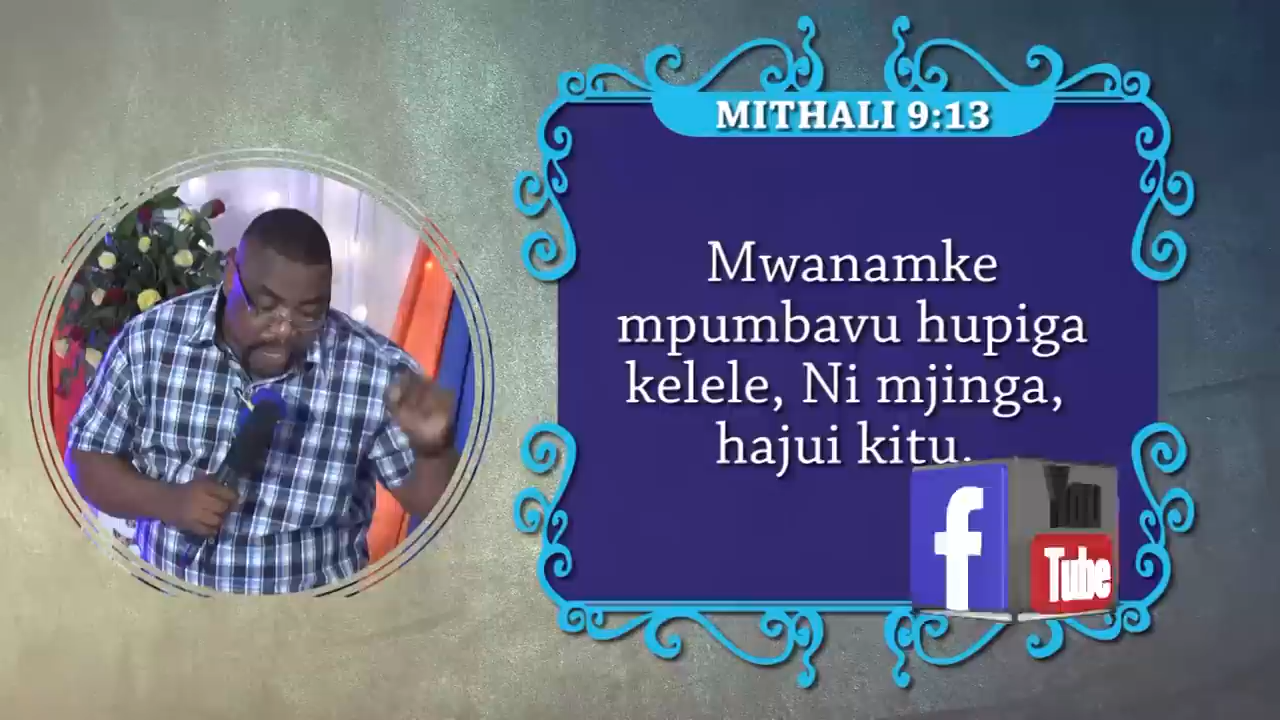 MITHALI 9:13
Mwanamke
mpumbavu hupiga
kelele, Ni mjinga,
hajui kitu.
f
You
Tube